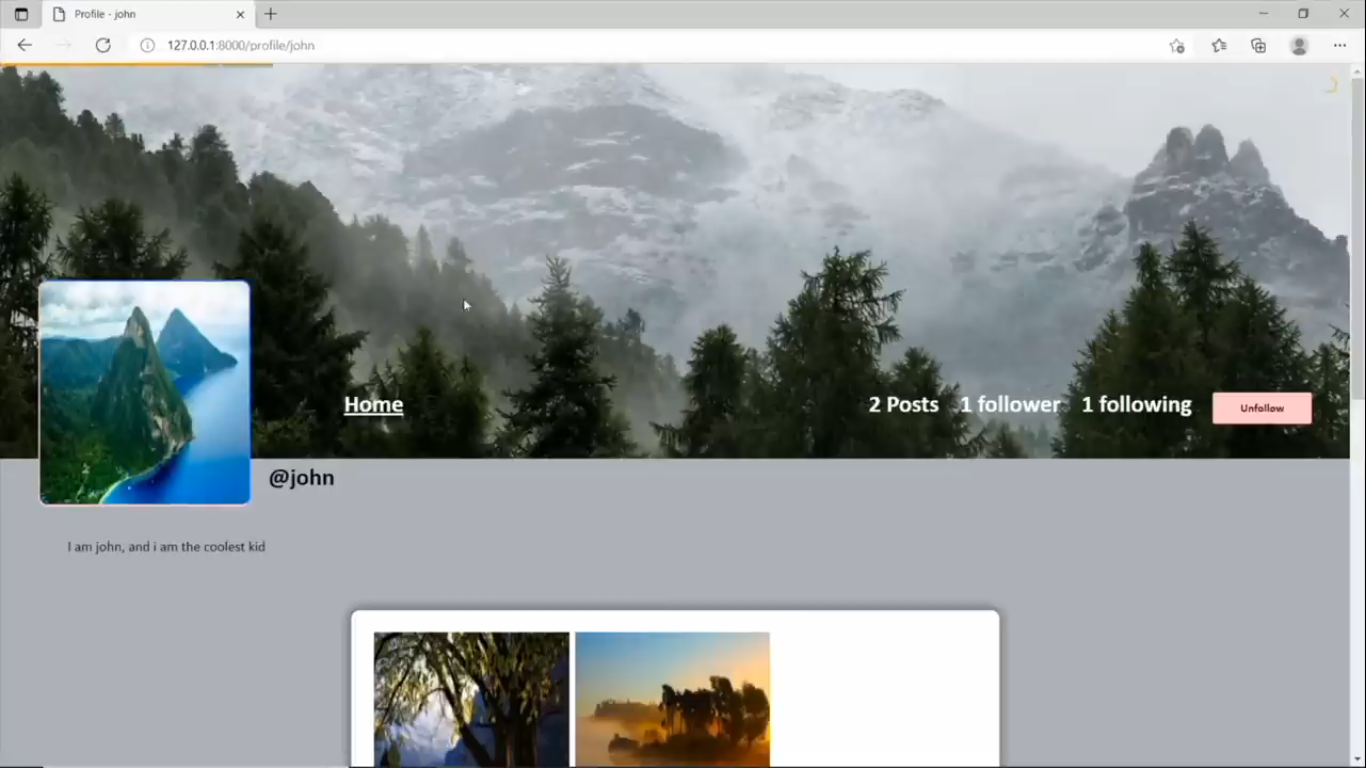 Profile - john
127.0.0.1:8000/profile/john
Home
2 Posts 1 follower 1 following Unfollow
@john
I am john, and i am the coolest kid